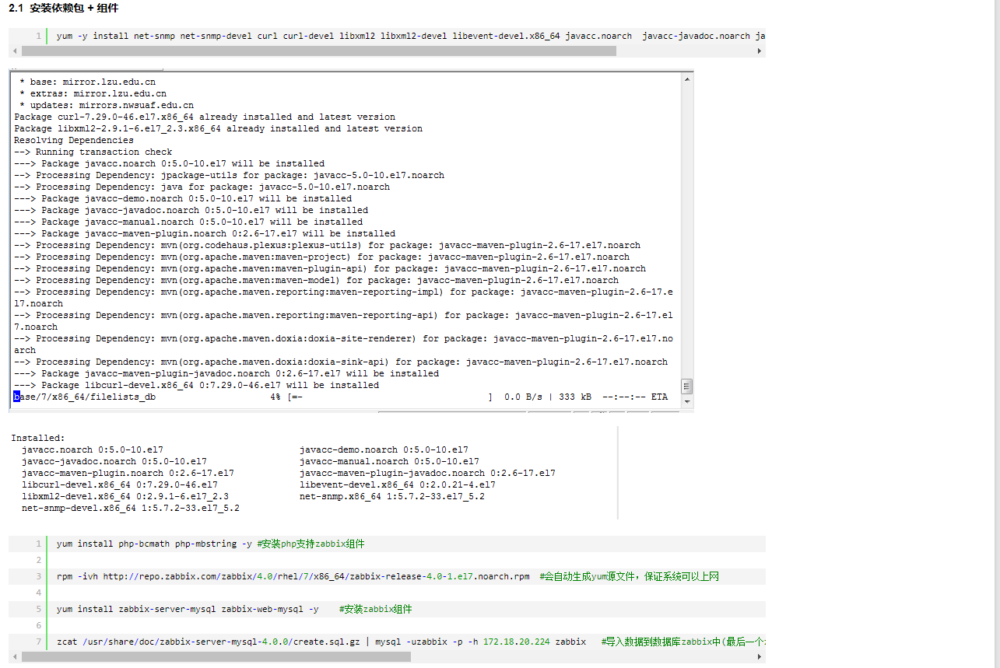 2.1 安装依赖包 + 组件
1 yum -y install net-snmp net-snmp-devel curl curl-devel libxml2 libxml2-devel libevent-devel.x86_64 javacc.noarch javacc-javadoc.noarch ja
* base: mirror.lzu.edu.cn
* extras: mirror.lzu.edu.cn
* updates: mirrors.nwsuaf.edu.cn
Package curl-7.29.0-46.el7.x86_64 already installed and latest version
Package libxml2-2.9.1-6.el7_2.3.x86_64 already installed and latest version
Resolving Dependencies
--> Running transaction check
---> Package javacc.noarch 0:5.0-10.el7 will be installed
--> Processing Dependency: jpackage-utils for package: javacc-5.0-10.el7.noarch
--> Processing Dependency: java for package: javacc-5.0-10.el7.noarch
---> Package javacc-demo.noarch 0:5.0-10.el7 will be installed
---> Package javacc-javadoc.noarch 0:5.0-10.el7 will be installed
---> Package javacc-manual.noarch 0:5.0-10.el7 will be installed
---> Package javacc-maven-plugin.noarch 0:2.6-17.el7 will be installed
--> Processing Dependency: mvn(org.codehaus.plexus:plexus-utils) for package: javacc-maven-plugin-2.6-17.el7.noarch
--> Processing Dependency: mvn(org.apache.maven:maven-project) for package: javacc-maven-plugin-2.6-17.el7.noarch
--> Processing Dependency: mvn(org.apache.maven:maven-plugin-api) for package: javacc-maven-plugin-2.6-17.el7.noarch
--> Processing Dependency: mvn(org.apache.maven:maven-model) for package: javacc-maven-plugin-2.6-17.el7.noarch
--> Processing Dependency: mvn(org.apache.maven.reporting:maven-reporting-impl) for package: javacc-maven-plugin-2.6-17.e
l7.noarch
--> Processing Dependency: mvn(org.apache.maven.reporting:maven-reporting-api) for package: javacc-maven-plugin-2.6-17.el
7.noarch
--> Processing Dependency: mvn(org.apache.maven.doxia:doxia-site-renderer) for package: javacc-maven-plugin-2.6-17.el7.no
arch
--> Processing Dependency: mvn(org.apache.maven.doxia:doxia-sink-api) for package: javacc-maven-plugin-2.6-17.el7.noarch
---> Package javacc-maven-plugin-javadoc.noarch 0:2.6-17.el7 will be installed
---> Package libcurl-devel.x86_64 0:7.29.0-46.el7 will be installed
base/7/x86_64/filelists_db 4% [=- ] 0.0 B/s | 333 kB --:--:-- ETA
Installed:
javacc.noarch 0:5.0-10.el7 javacc-demo.noarch 0:5.0-10.el7
javacc-javadoc.noarch 0:5.0-10.el7 javacc-manual.noarch 0:5.0-10.el7
javacc-maven-plugin.noarch 0:2.6-17.el7 javacc-maven-plugin-javadoc.noarch 0:2.6-17.el7
libcurl-devel.x86_64 0:7.29.0-46.el7 libevent-devel.x86_64 0:2.0.21-4.el7
libxml2-devel.x86_64 0:2.9.1-6.el7_2.3 net-snmp.x86_64 1:5.7.2-33.el7_5.2
net-snmp-devel.x86_64 1:5.7.2-33.el7_5.2
1 yum install php-bcmath php-mbstring -y #安装php支持zabbix组件
2
3 rpm -ivh http://repo.zabbix.com/zabbix/4.0/rhel/7/x86_64/zabbix-release-4.0-1.el7.noarch.rpm #会自动生成yum源文件，保证系统可以上网
4
5 yum install zabbix-server-mysql zabbix-web-mysql -y #安装zabbix组件
6
7 zcat /usr/share/doc/zabbix-server-mysql-4.0.0/create.sql.gz | mysql -uzabbix -p -h 172.18.20.224 zabbix #导入数据到数据库zabbix中(最后一个